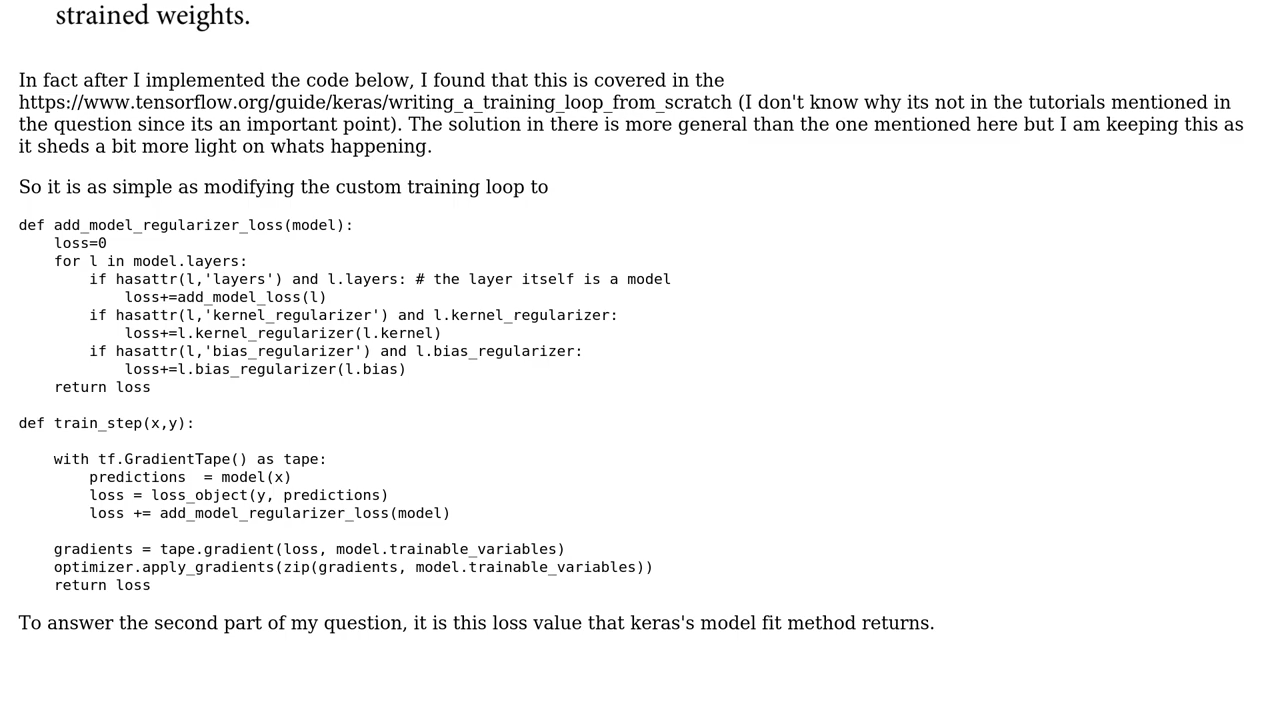 strained weights.
In fact after I implemented the code below, I found that this is covered in the
https://www.tensorflow.org/guide/keras/writing_a_training_loop_from_scratch (I don't know why its not in the tutorials mentioned in
the question since its an important point). The solution in there is more general than the one mentioned here but I am keeping this as
it sheds a bit more light on whats happening.
So it is as simple as modifying the custom training loop to
def add_model_regularizer_loss(model):
    loss=0
    for l in model.layers:
        if hasattr(l,'layers') and l.layers: # the layer itself is a model
            loss+=add_model_loss(l)
        if hasattr(l,'kernel_regularizer') and l.kernel_regularizer:
            loss+=l.kernel_regularizer(l.kernel)
        if hasattr(l,'bias_regularizer') and l.bias_regularizer:
            loss+=l.bias_regularizer(l.bias)
    return loss
def train_step(x,y):
    with tf.GradientTape() as tape:
        predictions  = model(x)
        loss = loss_object(y, predictions)
        loss += add_model_regularizer_loss(model)
    gradients = tape.gradient(loss, model.trainable_variables)
    optimizer.apply_gradients(zip(gradients, model.trainable_variables))
    return loss
To answer the second part of my question, it is this loss value that keras's model fit method returns.